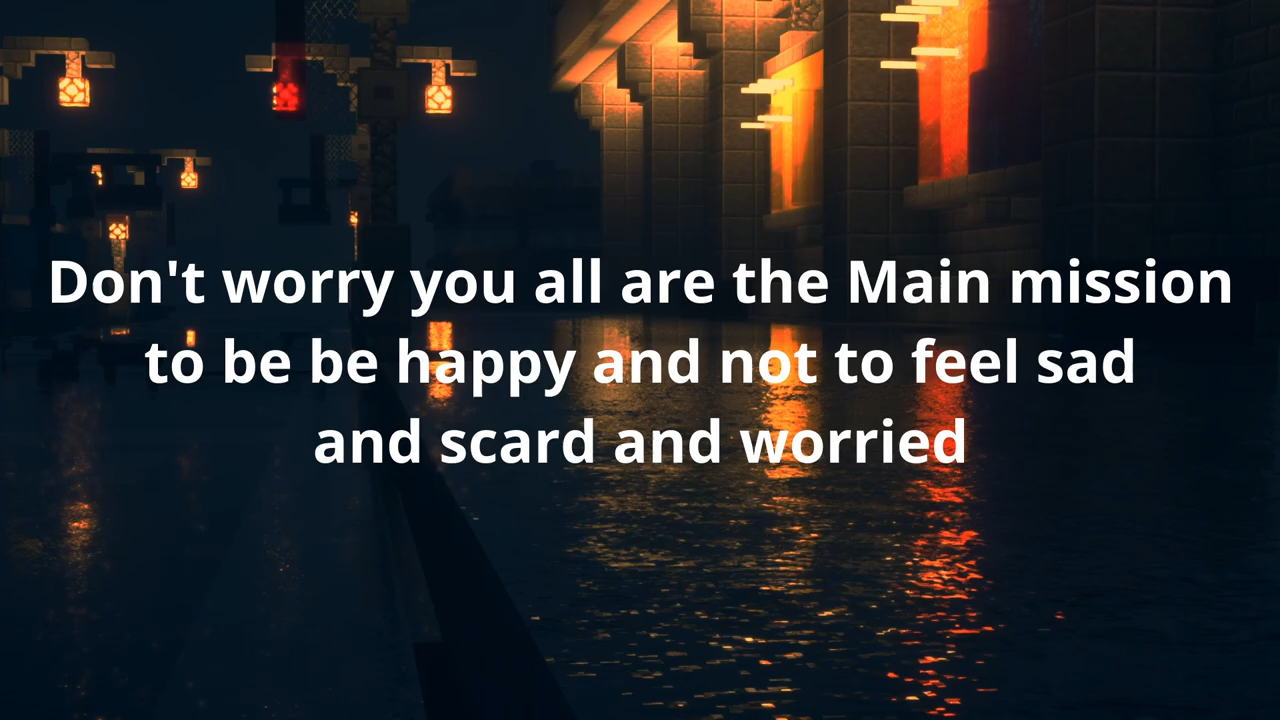 Don't worry you all are the Main mission
to be be happy and not to feel sad
and scard and worried